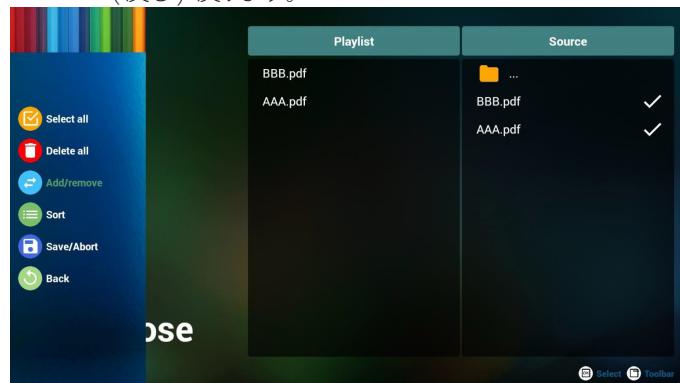 Playlist
Source
BBB.pdf
AAA.pdf
...
BBB.pdf
AAA.pdf
Select all
Delete all
Add/remove
Sort
Save/Abort
Back
ose
Select
Toolbar